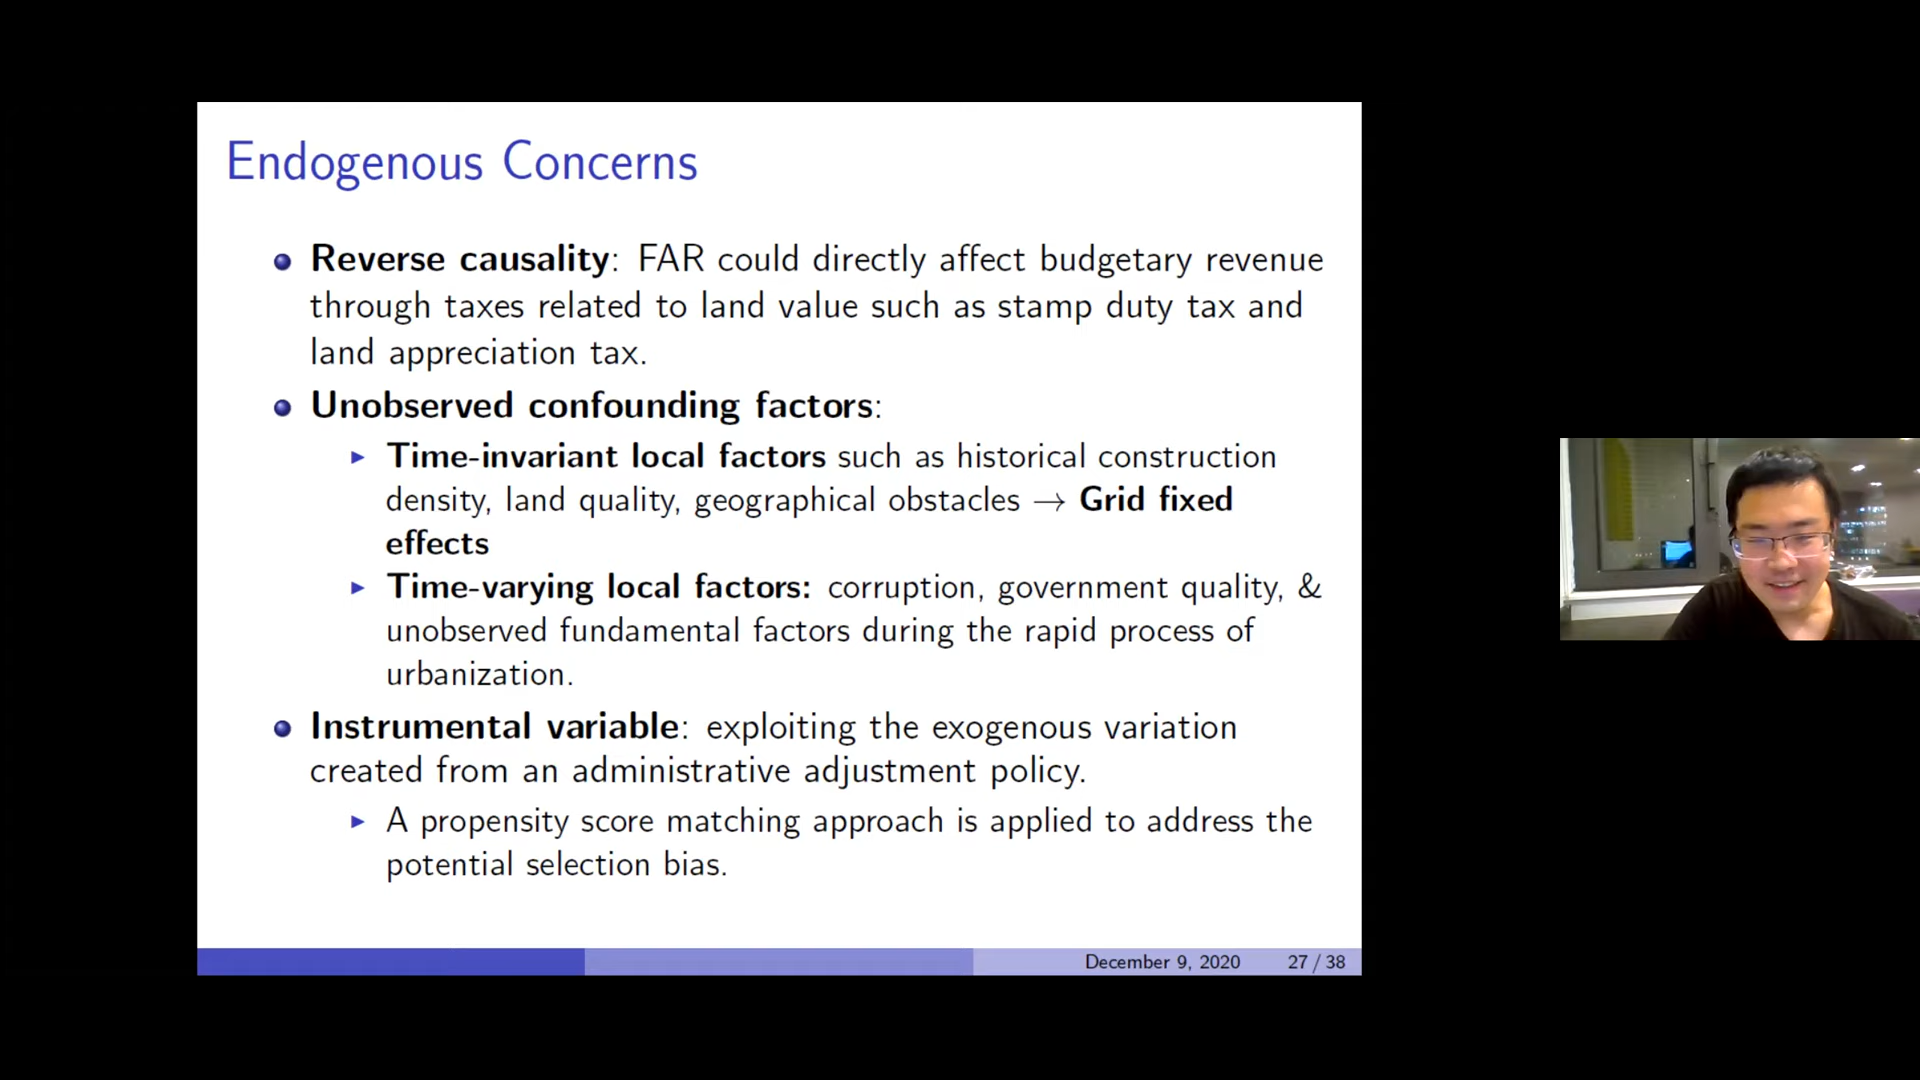 Endogenous Concerns
Reverse causality: FAR could directly affect budgetary revenue
through taxes related to land value such as stamp duty tax and
land appreciation tax.
Unobserved confounding factors:
Time-invariant local factors such as historical construction
density, land quality, geographical obstacles → Grid fixed
effects
Time-varying local factors: corruption, government quality, &
unobserved fundamental factors during the rapid process of
urbanization.
Instrumental variable: exploiting the exogenous variation
created from an administrative adjustment policy.
A propensity score matching approach is applied to address the
potential selection bias.
December 9, 2020 27 / 38